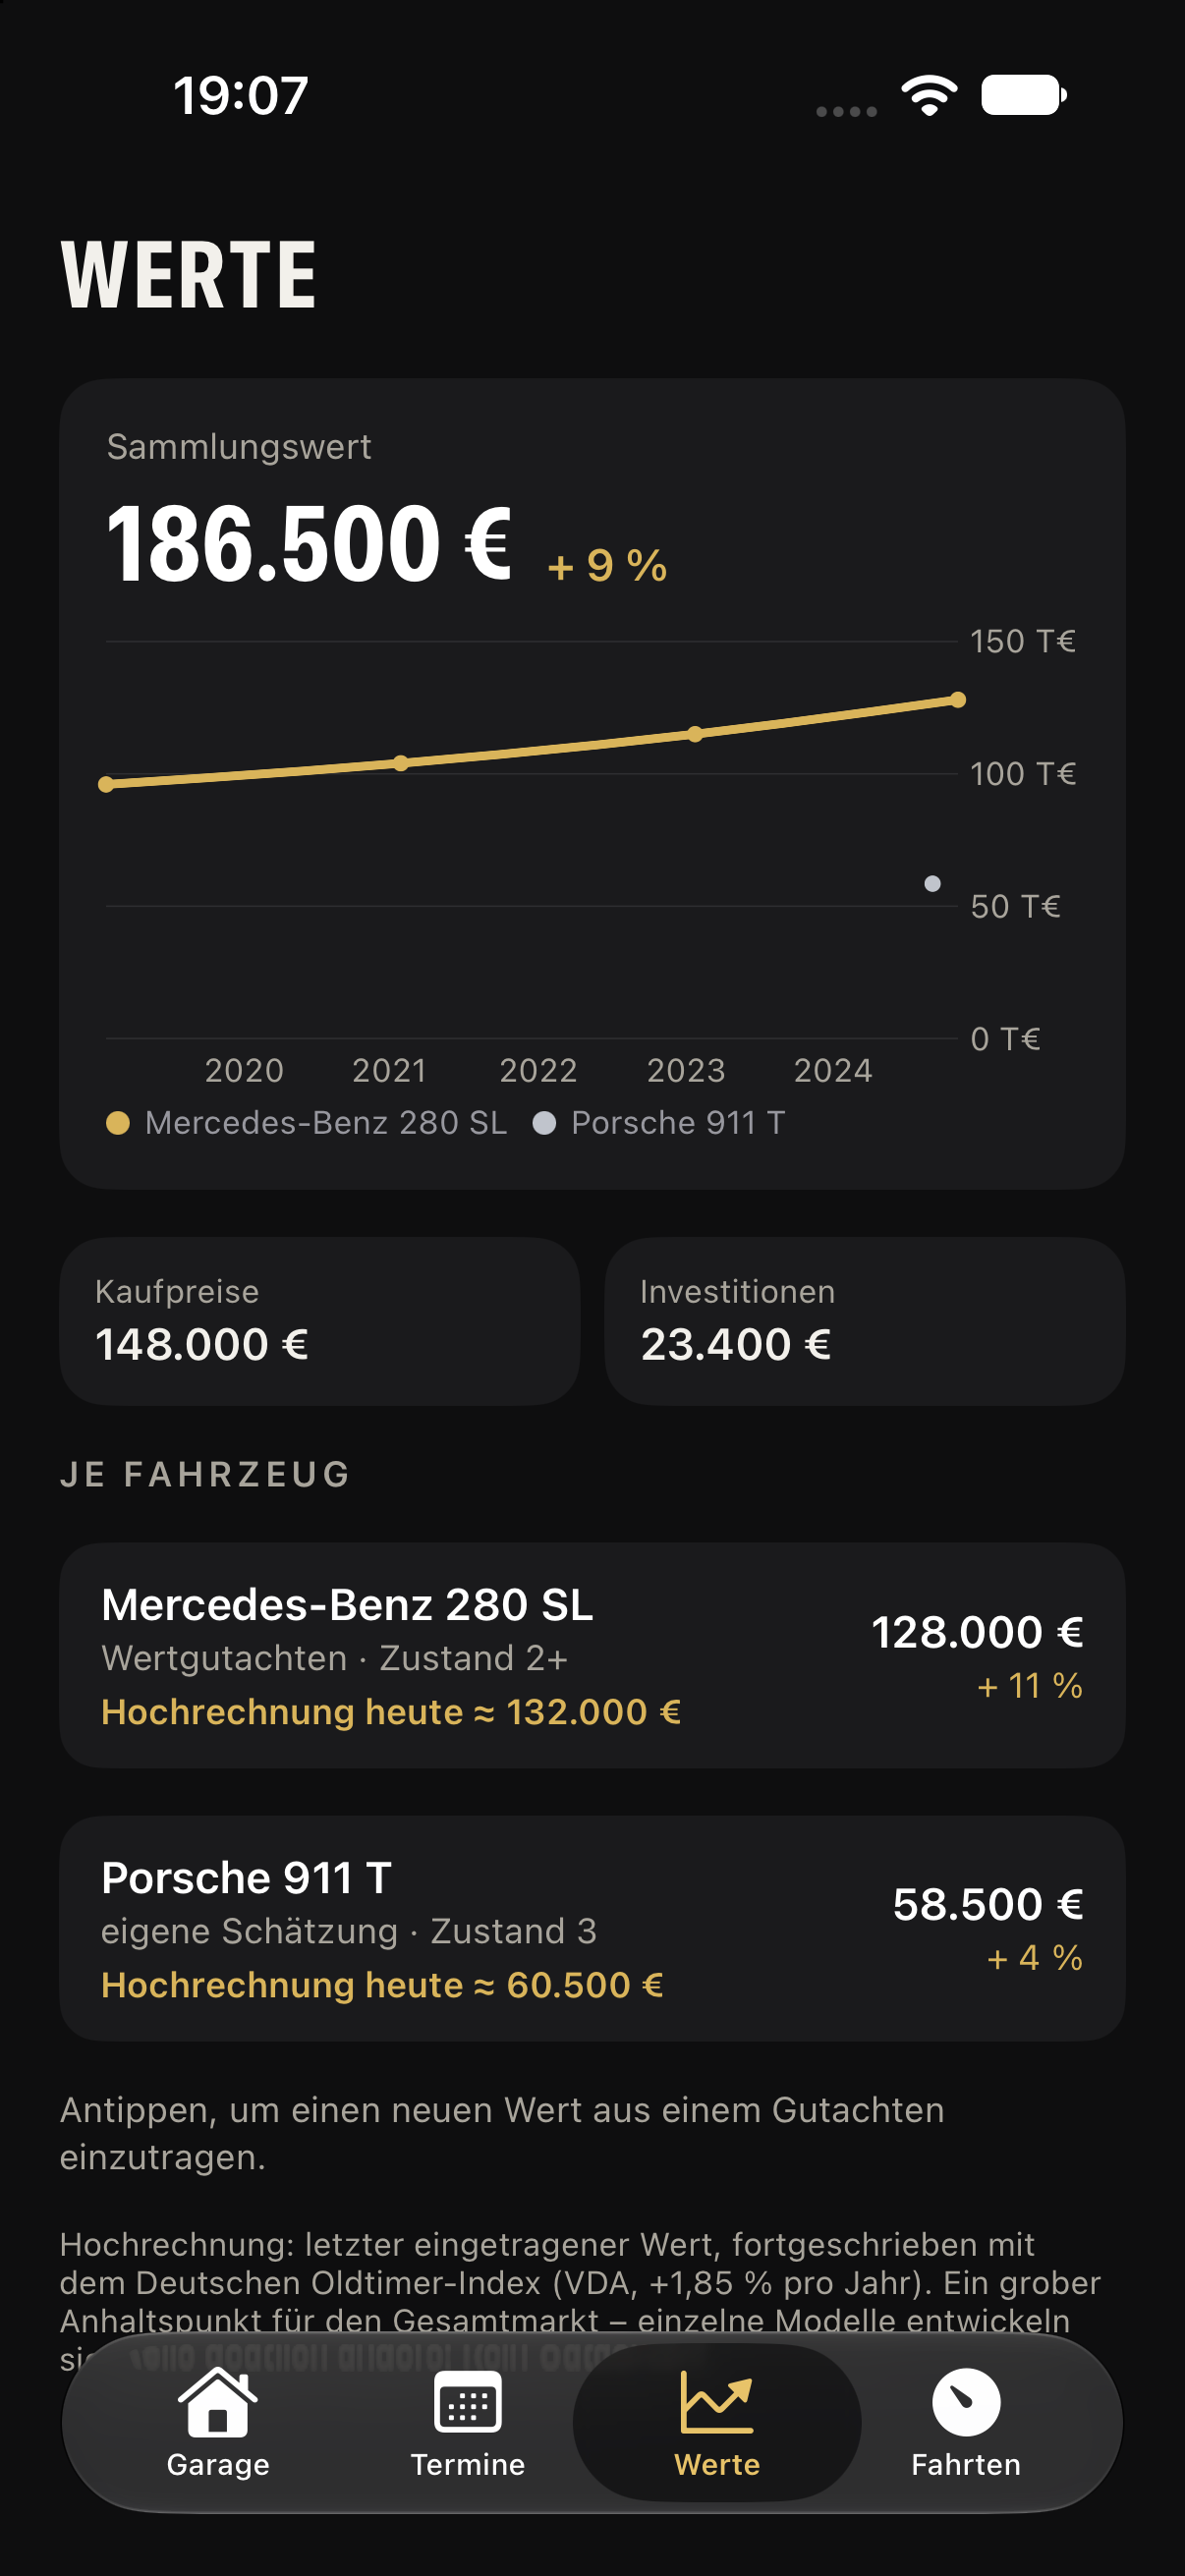 19:07
WERTE
Sammlungswert
186.500 € + 9 %
150 T€
100 T€
50 T€
0 T€
2020 2021 2022 2023 2024
Mercedes-Benz 280 SL Porsche 911 T
Kaufpreise
148.000 €
Investitionen
23.400 €
JE FAHRZEUG
Mercedes-Benz 280 SL
Wertgutachten · Zustand 2+
Hochrechnung heute ≈ 132.000 €
128.000 €
+ 11 %
Porsche 911 T
eigene Schätzung · Zustand 3
Hochrechnung heute ≈ 60.500 €
58.500 €
+ 4 %
Antippen, um einen neuen Wert aus einem Gutachten
einzutragen.
Hochrechnung: letzter eingetragener Wert, fortgeschrieben mit
dem Deutschen Oldtimer-Index (VDA, +1,85 % pro Jahr). Ein grober
Anhaltspunkt für den Gesamtmarkt – einzelne Modelle entwickeln
Garage Termine Werte Fahrten